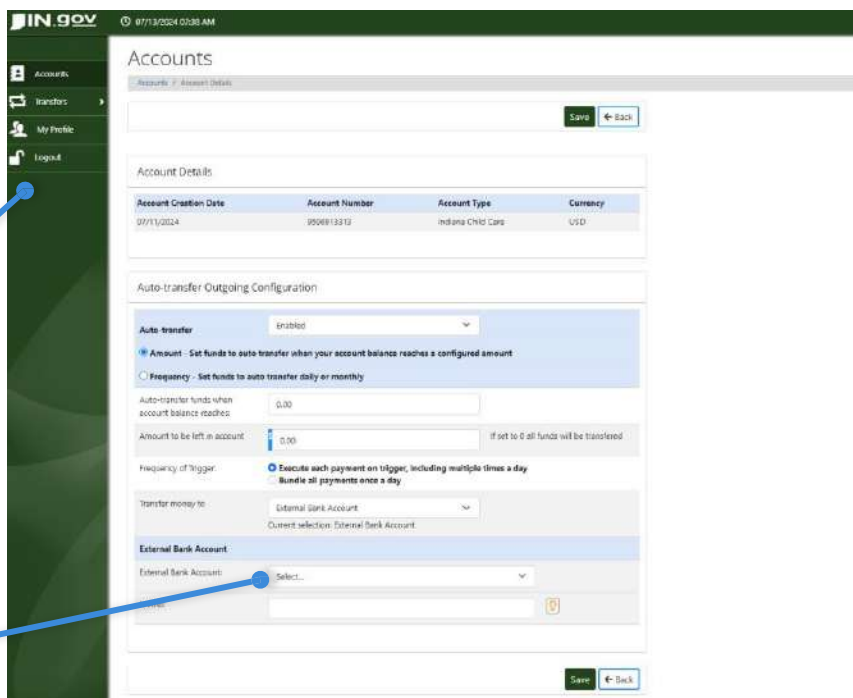 IN.gov
07/13/2024 07:38 AM
Accounts
Transfers
My Profile
Logout
Accounts
Accounts / Account Details
Save
Back
Account Details
Account Creation Date Account Number Account Type Currency
07/11/2024 9506913313 Indiana Child Care USD
Auto-transfer Outgoing Configuration
Auto-transfer Enabled
Amount - Set funds to auto transfer when your account balance reaches a configured amount
Frequency - Set funds to auto transfer daily or monthly
Auto-transfer funds when
account balance reaches: 0.00
Amount to be left in account 0.00 If set to 0 all funds will be transferred
Frequency of Trigger: Execute each payment on trigger, including multiple times a day
Bundle all payments once a day
Transfer money to External Bank Account
Current selection: External Bank Account
External Bank Account
External Bank Account: Select...
Save
Back